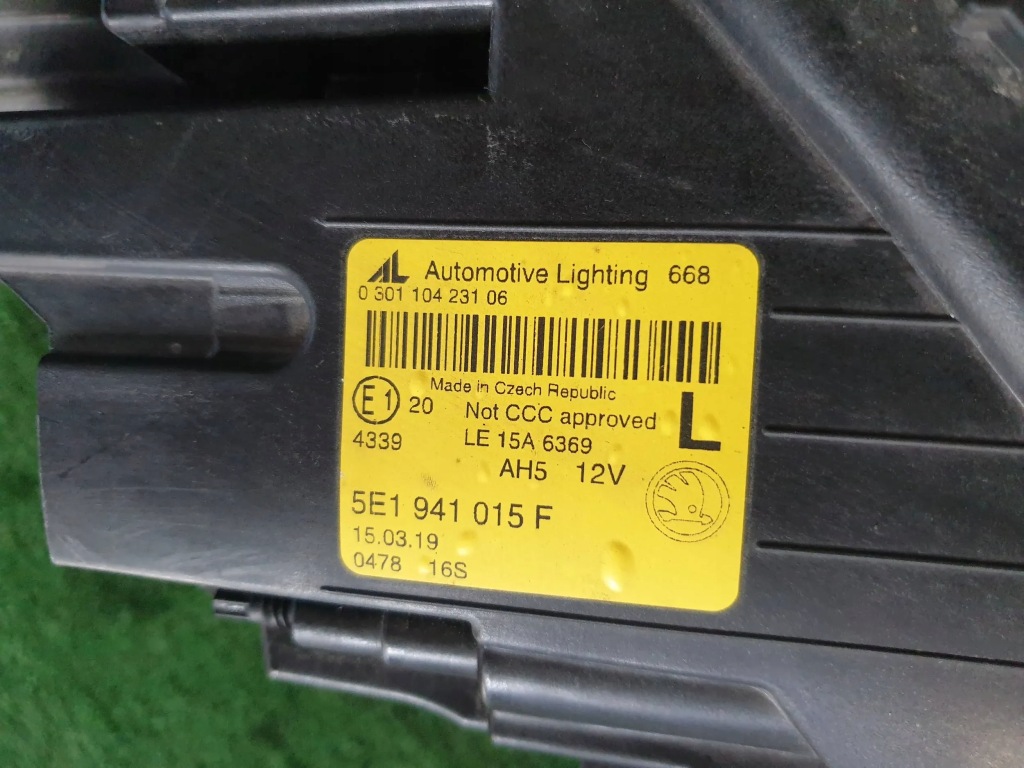 AL Automotive Lighting 668
0 301 104 231 06
Made in Czech Republic
E1 20 Not CCC approved L
4339 LE 15A 6369
AH5 12V
5E1 941 015 F
15.03.19
0478 16S